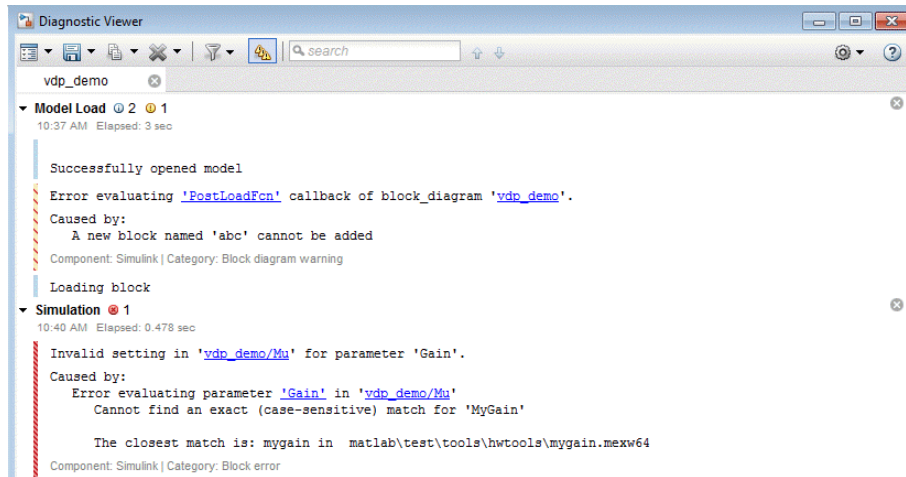 Diagnostic Viewer
search
vdp_demo
Model Load 2 1
10:37 AM Elapsed: 3 sec
Successfully opened model
Error evaluating 'PostLoadFcn' callback of block_diagram 'vdp_demo'.
Caused by:
A new block named 'abc' cannot be added
Component: Simulink | Category: Block diagram warning
Loading block
Simulation 1
10:40 AM Elapsed: 0.478 sec
Invalid setting in 'vdp_demo/Mu' for parameter 'Gain'.
Caused by:
Error evaluating parameter 'Gain' in 'vdp_demo/Mu'
Cannot find an exact (case-sensitive) match for 'MyGain'
The closest match is: mygain in matlab\test\tools\hwtools\mygain.mexw64
Component: Simulink | Category: Block error